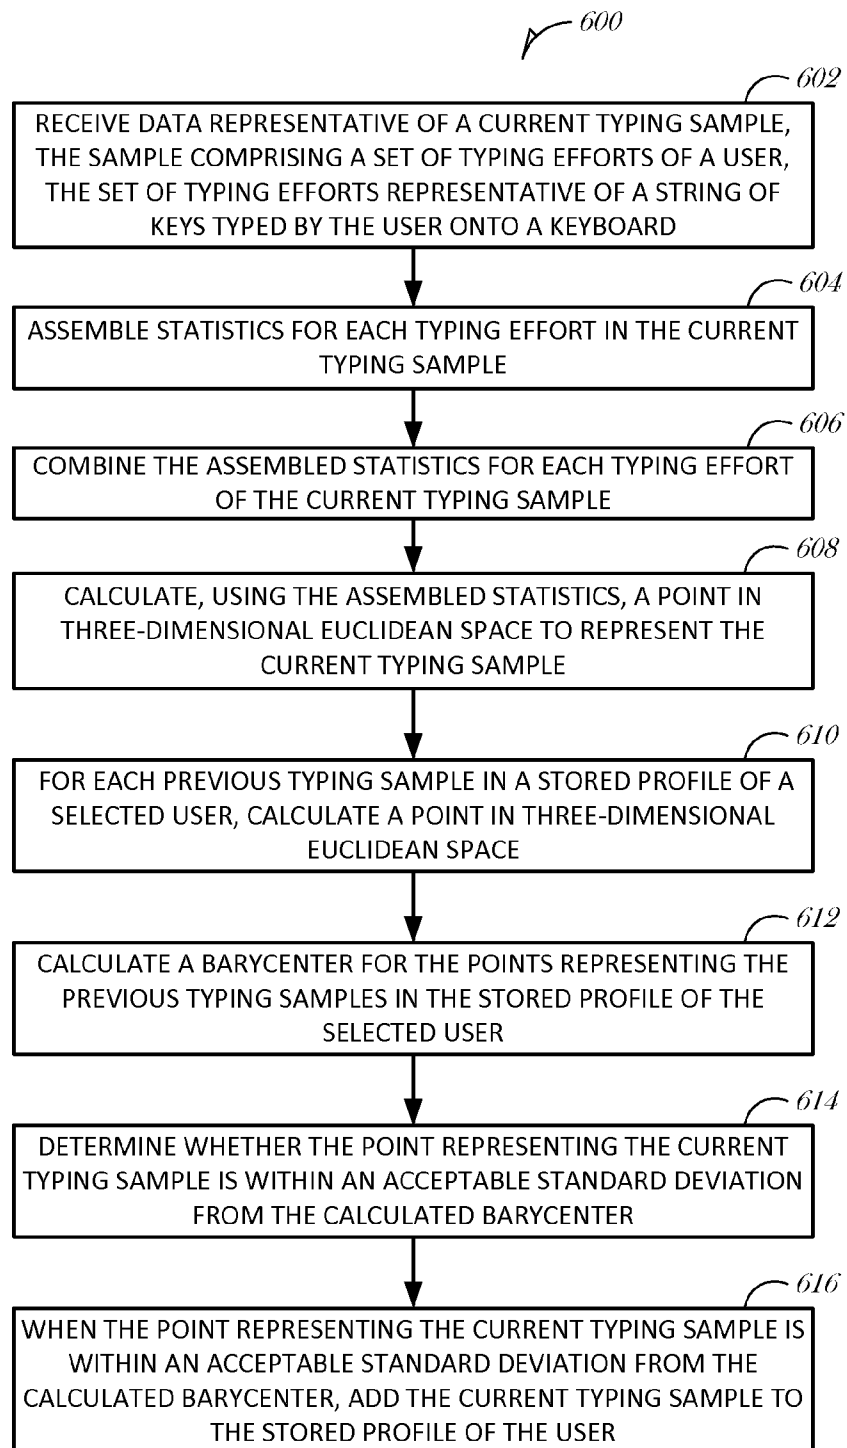 600
602
RECEIVE DATA REPRESENTATIVE OF A CURRENT TYPING SAMPLE,
THE SAMPLE COMPRISING A SET OF TYPING EFFORTS OF A USER,
THE SET OF TYPING EFFORTS REPRESENTATIVE OF A STRING OF
KEYS TYPED BY THE USER ONTO A KEYBOARD
604
ASSEMBLE STATISTICS FOR EACH TYPING EFFORT IN THE CURRENT
TYPING SAMPLE
606
COMBINE THE ASSEMBLED STATISTICS FOR EACH TYPING EFFORT
OF THE CURRENT TYPING SAMPLE
608
CALCULATE, USING THE ASSEMBLED STATISTICS, A POINT IN
THREE-DIMENSIONAL EUCLIDEAN SPACE TO REPRESENT THE
CURRENT TYPING SAMPLE
610
FOR EACH PREVIOUS TYPING SAMPLE IN A STORED PROFILE OF A
SELECTED USER, CALCULATE A POINT IN THREE-DIMENSIONAL
EUCLIDEAN SPACE
612
CALCULATE A BARYCENTER FOR THE POINTS REPRESENTING THE
PREVIOUS TYPING SAMPLES IN THE STORED PROFILE OF THE
SELECTED USER
614
DETERMINE WHETHER THE POINT REPRESENTING THE CURRENT
TYPING SAMPLE IS WITHIN AN ACCEPTABLE STANDARD DEVIATION
FROM THE CALCULATED BARYCENTER
616
WHEN THE POINT REPRESENTING THE CURRENT TYPING SAMPLE IS
WITHIN AN ACCEPTABLE STANDARD DEVIATION FROM THE
CALCULATED BARYCENTER, ADD THE CURRENT TYPING SAMPLE TO
THE STORED PROFILE OF THE USER